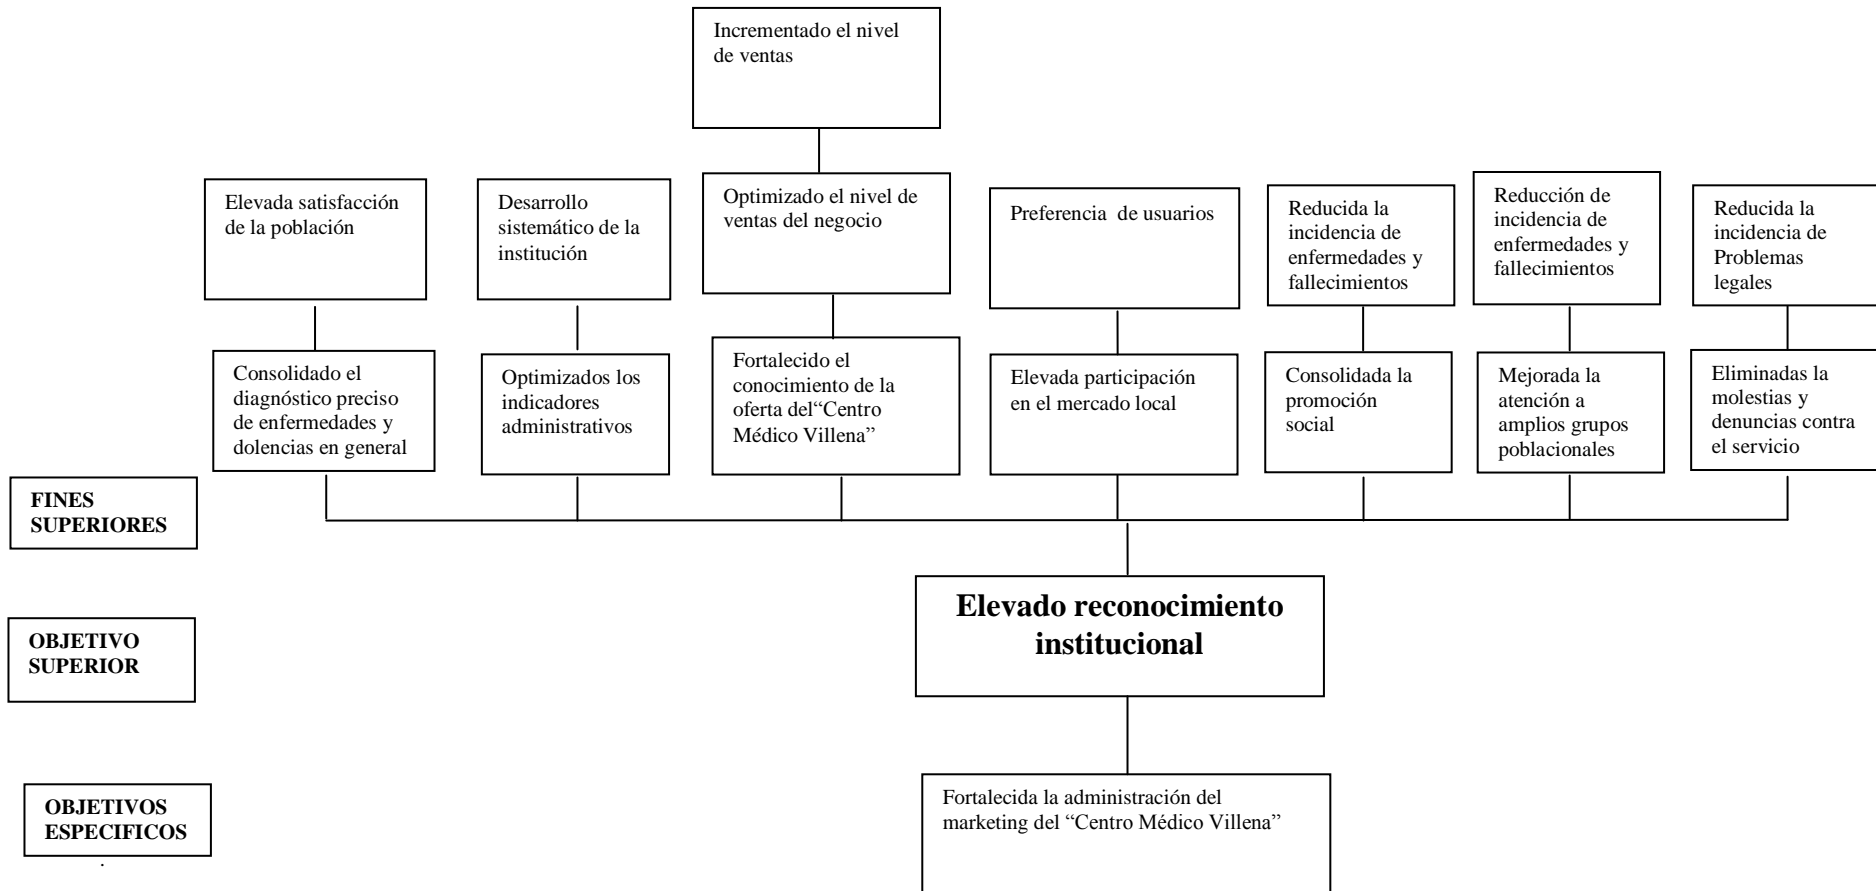 Incrementado el nivel
de ventas
Elevada satisfacción
de la población
Desarrollo
sistemático de la
institución
Optimizado el nivel de
ventas del negocio
Preferencia  de usuarios
Reducida la
incidencia de
enfermedades y
fallecimientos
Reducción de
incidencia de
enfermedades y
fallecimientos
Reducida la
incidencia de
Problemas
legales
Consolidado el
diagnóstico preciso
de enfermedades y
dolencias en general
Optimizados los
indicadores
administrativos
Fortalecido el
conocimiento de la
oferta del“Centro
Médico Villena”
Elevada participación
en el mercado local
Consolidada la
promoción
social
Mejorada la
atención a
amplios grupos
poblacionales
Eliminadas la
molestias y
denuncias contra
el servicio
FINES
SUPERIORES
Elevado reconocimiento
institucional
OBJETIVO
SUPERIOR
Fortalecida la administración del
marketing del “Centro Médico Villena”
OBJETIVOS
ESPECIFICOS
.